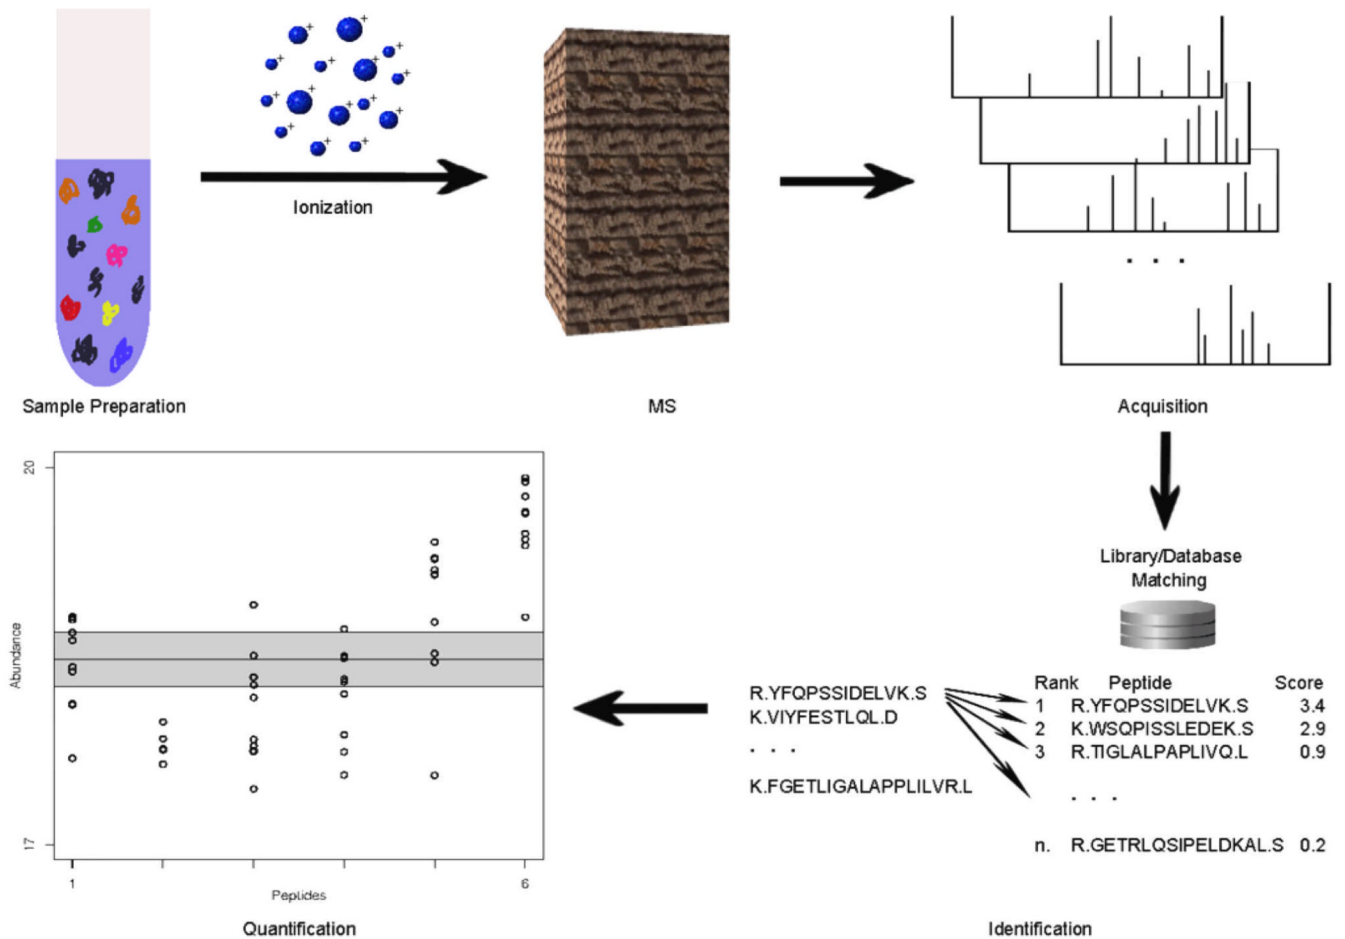 + + + + + + + + + + + + + +
Ionization
Sample Preparation
MS
. . .
Acquisition
Library/Database
Matching
Rank Peptide Score
1 R.YFQPSSIDELVK.S 3.4
2 K.WSQPISSLEDEK.S 2.9
3 R.TIGLALPAPLIVQ.L 0.9
. . .
n. R.GETRLQSIPELDKAL.S 0.2
R.YFQPSSIDELVK.S
K.VIYFESTLQL.D
. . .
K.FGETLIGALAPPLILVR.L
Identification
20
Abundance
17
1 6
Peptides
Quantification